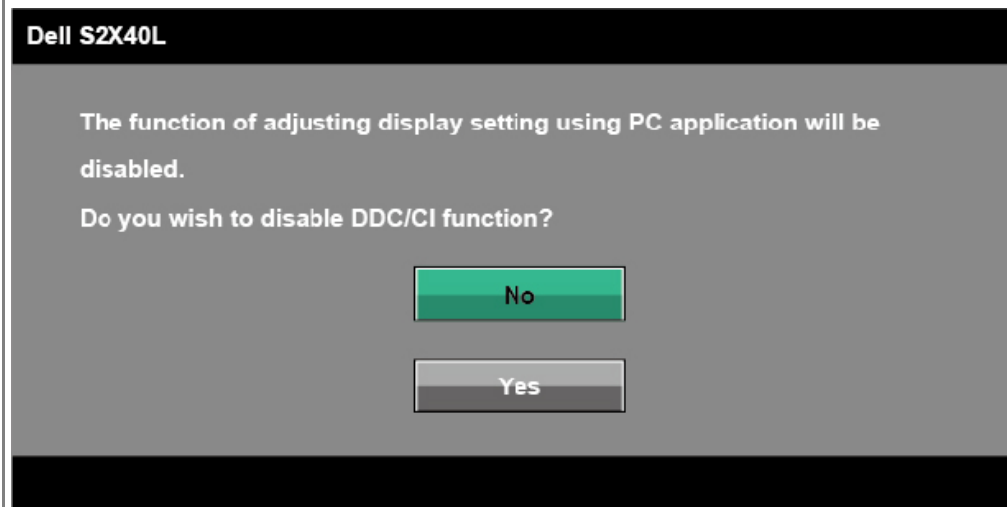 Dell S2X40L
The function of adjusting display setting using PC application will be
disabled.
Do you wish to disable DDC/CI function?
No
Yes